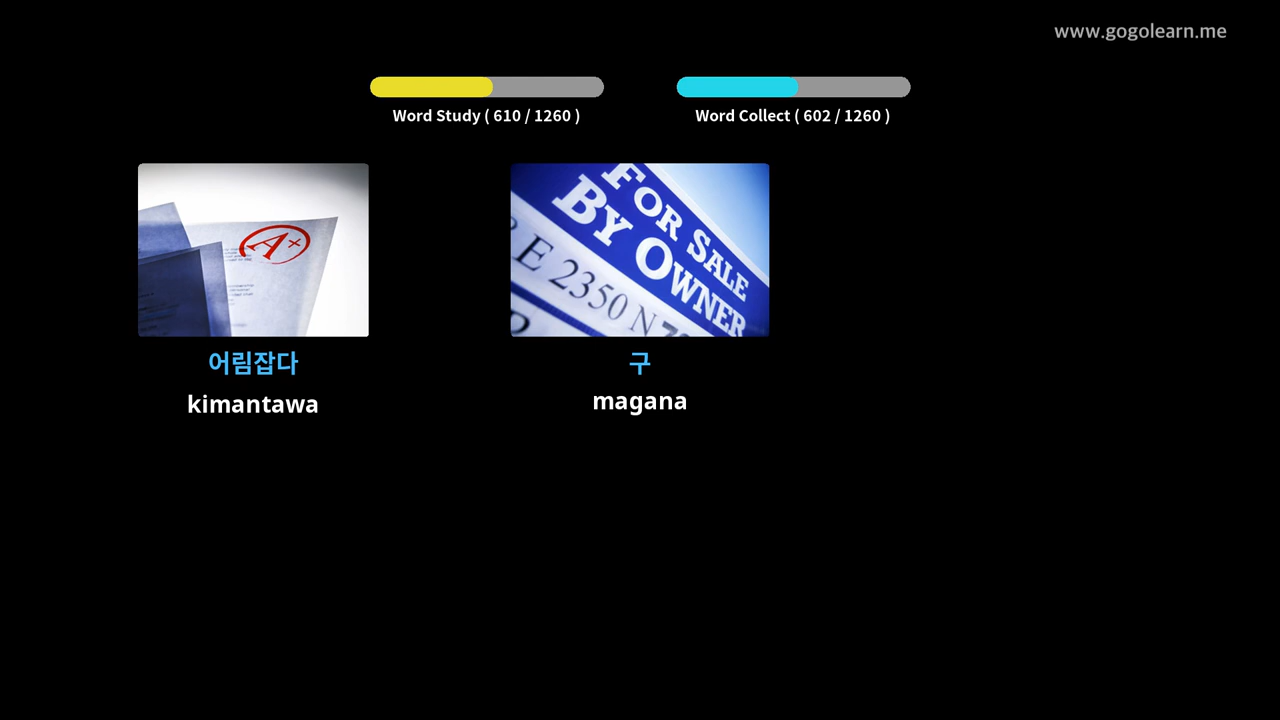 www.gogolearn.me
Word Study ( 610 / 1260 )
Word Collect ( 602 / 1260 )
A+
FOR SALE
BY OWNER
E 2350 N
어림잡다
kimantawa
구
magana